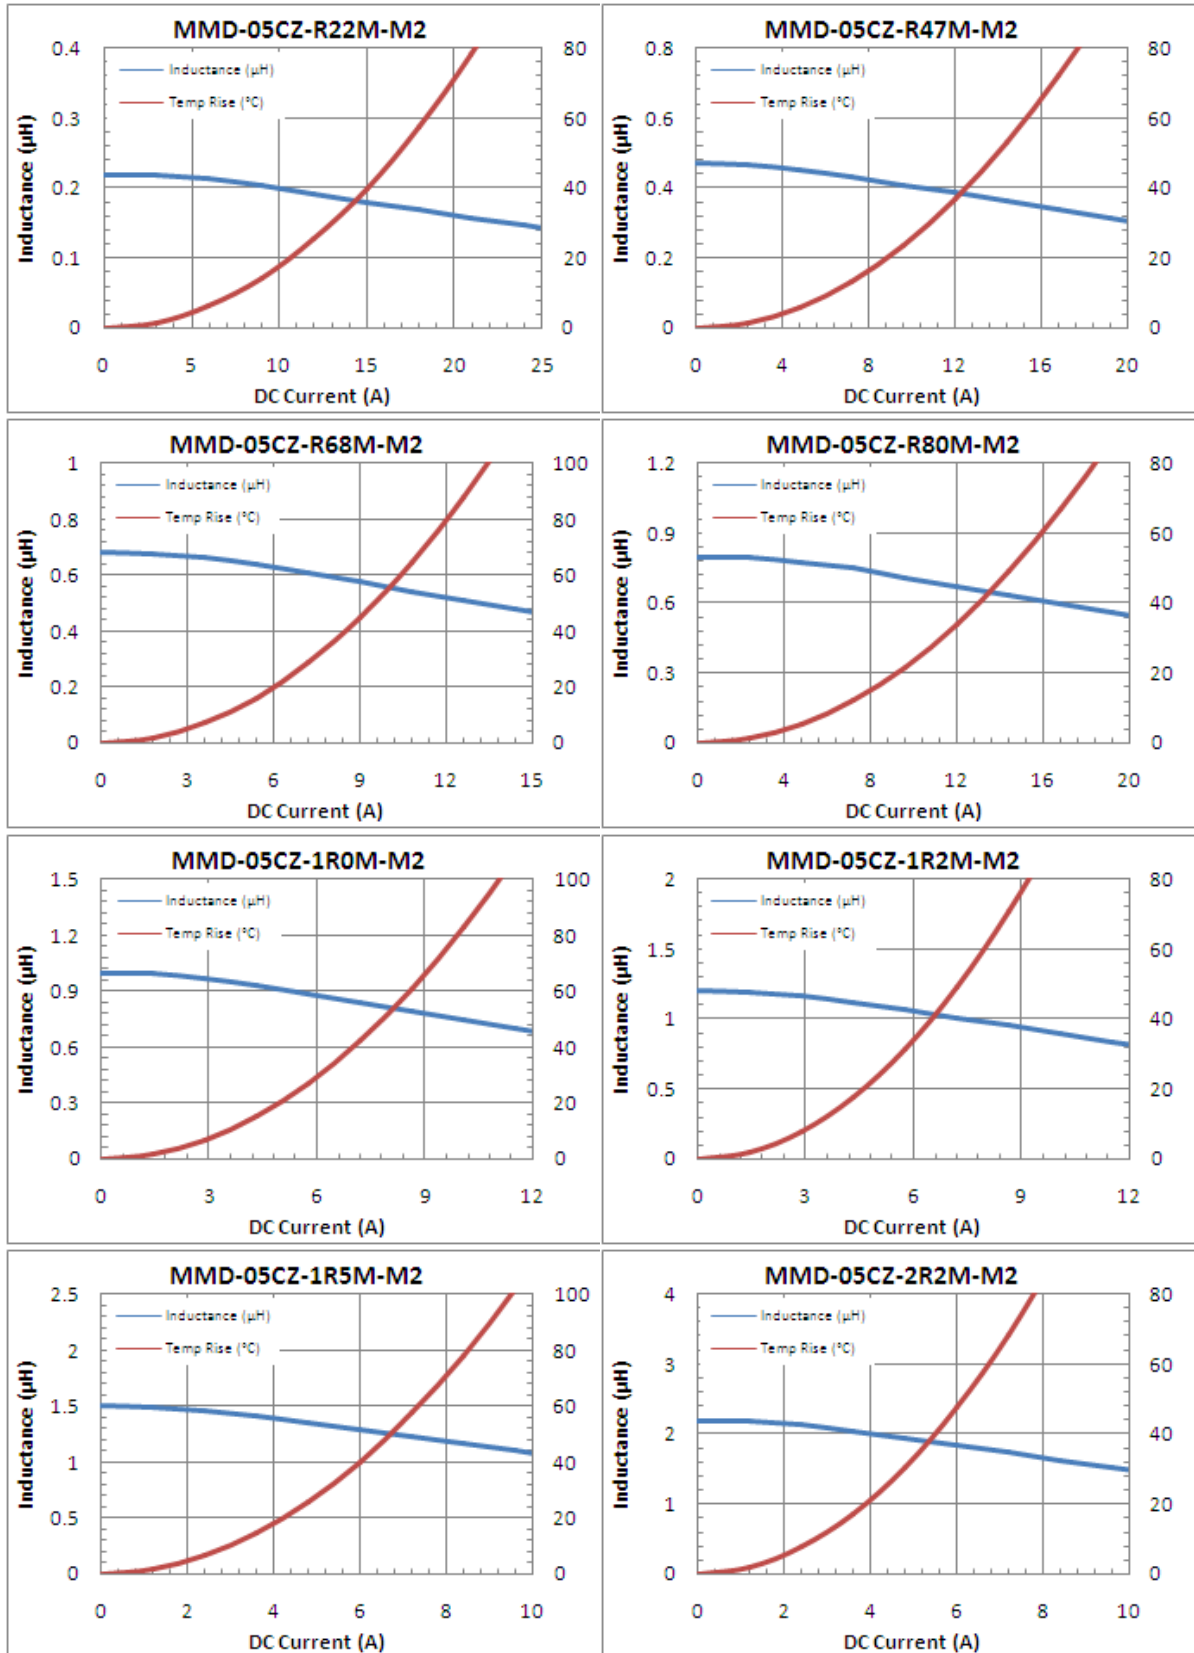 MMD-05CZ-R22M-M2
Inductance (µH)
Temp Rise (°C)
0.4
0.3
0.2
0.1
0
80
60
40
20
0
Inductance (µH)
0 5 10 15 20 25
DC Current (A)
MMD-05CZ-R47M-M2
Inductance (µH)
Temp Rise (°C)
0.8
0.6
0.4
0.2
0
80
60
40
20
0
Inductance (µH)
0 4 8 12 16 20
DC Current (A)
MMD-05CZ-R68M-M2
Inductance (µH)
Temp Rise (°C)
1
0.8
0.6
0.4
0.2
0
100
80
60
40
20
0
Inductance (µH)
0 3 6 9 12 15
DC Current (A)
MMD-05CZ-R80M-M2
Inductance (µH)
Temp Rise (°C)
1.2
0.9
0.6
0.3
0
80
60
40
20
0
Inductance (µH)
0 4 8 12 16 20
DC Current (A)
MMD-05CZ-1R0M-M2
Inductance (µH)
Temp Rise (°C)
1.5
1.2
0.9
0.6
0.3
0
100
80
60
40
20
0
Inductance (µH)
0 3 6 9 12
DC Current (A)
MMD-05CZ-1R2M-M2
Inductance (µH)
Temp Rise (°C)
2
1.5
1
0.5
0
80
60
40
20
0
Inductance (µH)
0 3 6 9 12
DC Current (A)
MMD-05CZ-1R5M-M2
Inductance (µH)
Temp Rise (°C)
2.5
2
1.5
1
0.5
0
100
80
60
40
20
0
Inductance (µH)
0 2 4 6 8 10
DC Current (A)
MMD-05CZ-2R2M-M2
Inductance (µH)
Temp Rise (°C)
4
3
2
1
0
80
60
40
20
0
Inductance (µH)
0 2 4 6 8 10
DC Current (A)